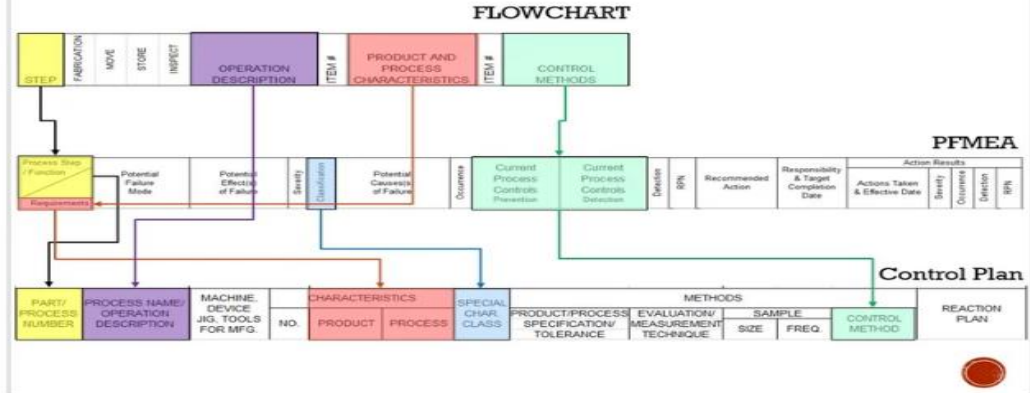 FLOWCHART
STEP
FABRICATION
MOVE
STORE
INSPECT
OPERATION
DESCRIPTION
ITEM #
PRODUCT AND
PROCESS
CHARACTERISTICS
ITEM #
CONTROL
METHODS
PFMEA
Process Step
/ Function
Requirements
Potential
Failure
Mode
Potential
Effect(s)
of Failure
Severity
Classification
Potential
Causes(s)
of Failure
Occurrence
Current
Process
Controls
Prevention
Current
Process
Controls
Detection
Detection
RPN
Recommended
Action
Responsibility
& Target
Completion
Date
Action Results
Actions Taken
& Effective Date
Severity
Occurrence
Detection
RPN
Control Plan
PART/
PROCESS
NUMBER
PROCESS NAME/
OPERATION
DESCRIPTION
MACHINE,
DEVICE
JIG, TOOLS
FOR MFG.
CHARACTERISTICS
NO.
PRODUCT
PROCESS
SPECIAL
CHAR.
CLASS
METHODS
PRODUCT/PROCESS
SPECIFICATION/
TOLERANCE
EVALUATION/
MEASUREMENT
TECHNIQUE
SAMPLE
SIZE
FREQ.
CONTROL
METHOD
REACTION
PLAN